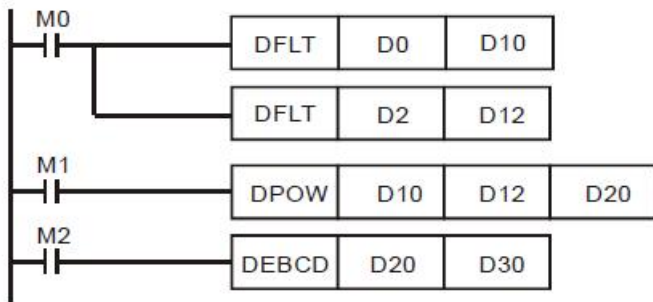 M0
DFLT D0 D10
DFLT D2 D12
M1
DPOW D10 D12 D20
M2
DEBCD D20 D30